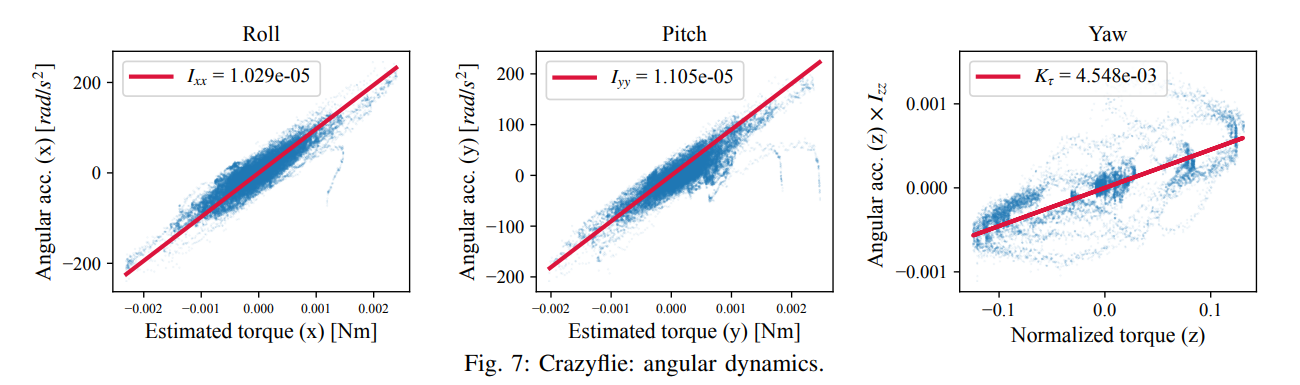 Roll
Angular acc. (x) [rad/s²]
200
0
−200
I_xx = 1.029e-05
-0.002 -0.001 0.000 0.001 0.002
Estimated torque (x) [Nm]
Pitch
Angular acc. (y) [rad/s²]
200
100
0
−100
−200
I_yy = 1.105e-05
-0.002 -0.001 0.000 0.001 0.002
Estimated torque (y) [Nm]
Yaw
Angular acc. (z) × I_zz
0.001
0.000
−0.001
K_τ = 4.548e-03
−0.1 0.0 0.1
Normalized torque (z)
Fig. 7: Crazyflie: angular dynamics.